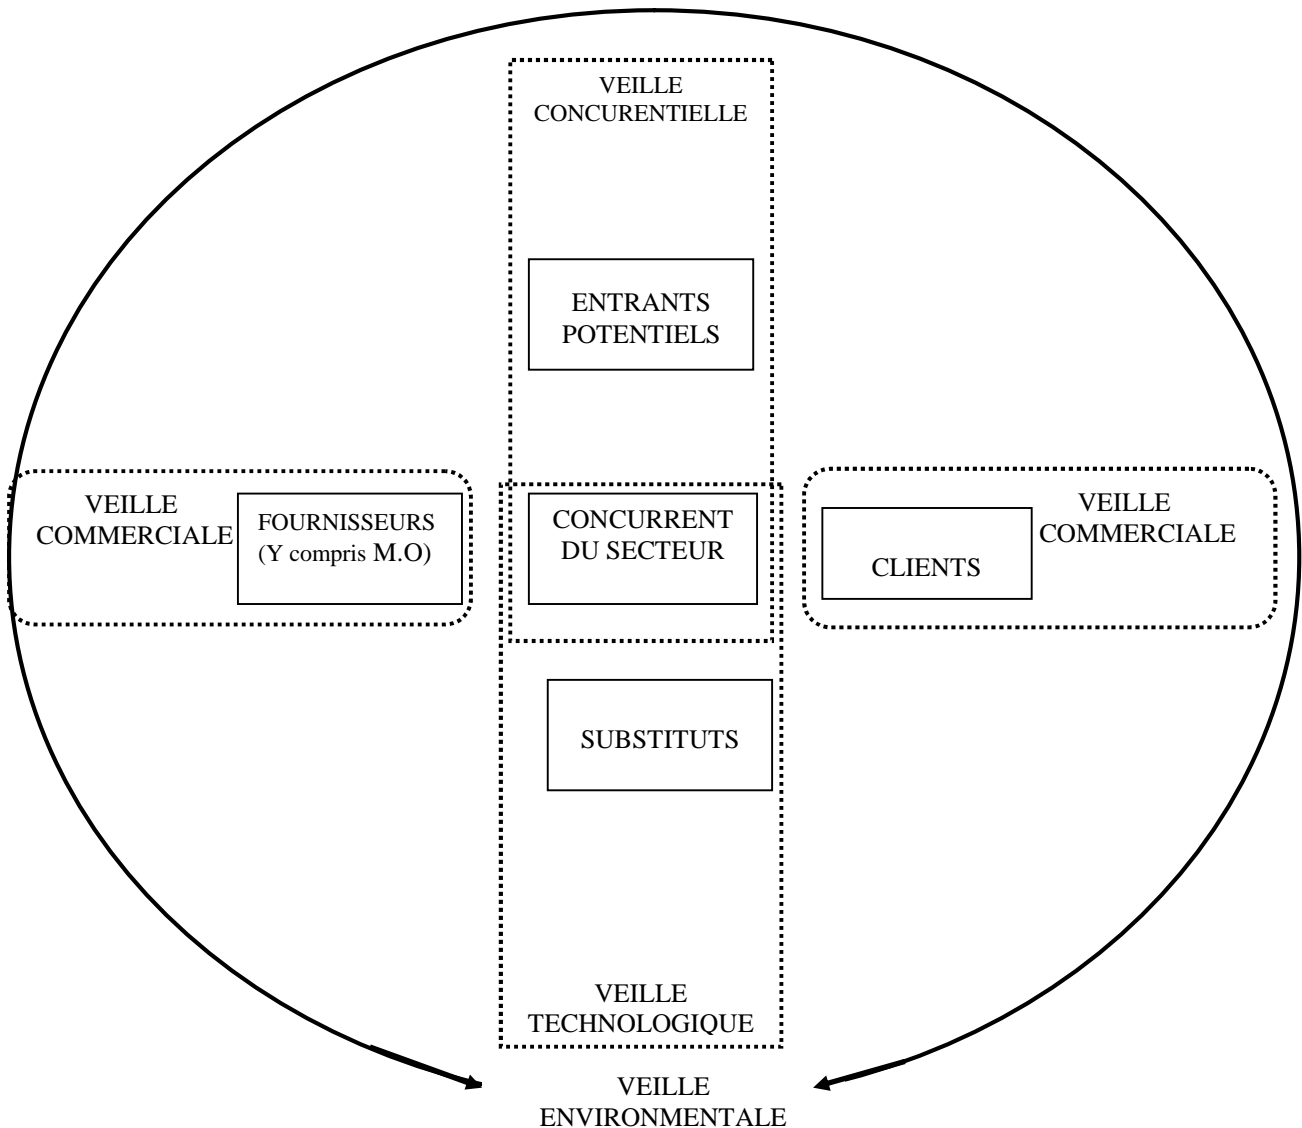 VEILLE
CONCURENTIELLE
ENTRANTS
POTENTIELS
VEILLE
COMMERCIALE
FOURNISSEURS
(Y compris M.O)
CONCURRENT
DU SECTEUR
CLIENTS
VEILLE
COMMERCIALE
SUBSTITUTS
VEILLE
TECHNOLOGIQUE
VEILLE
ENVIRONMENTALE